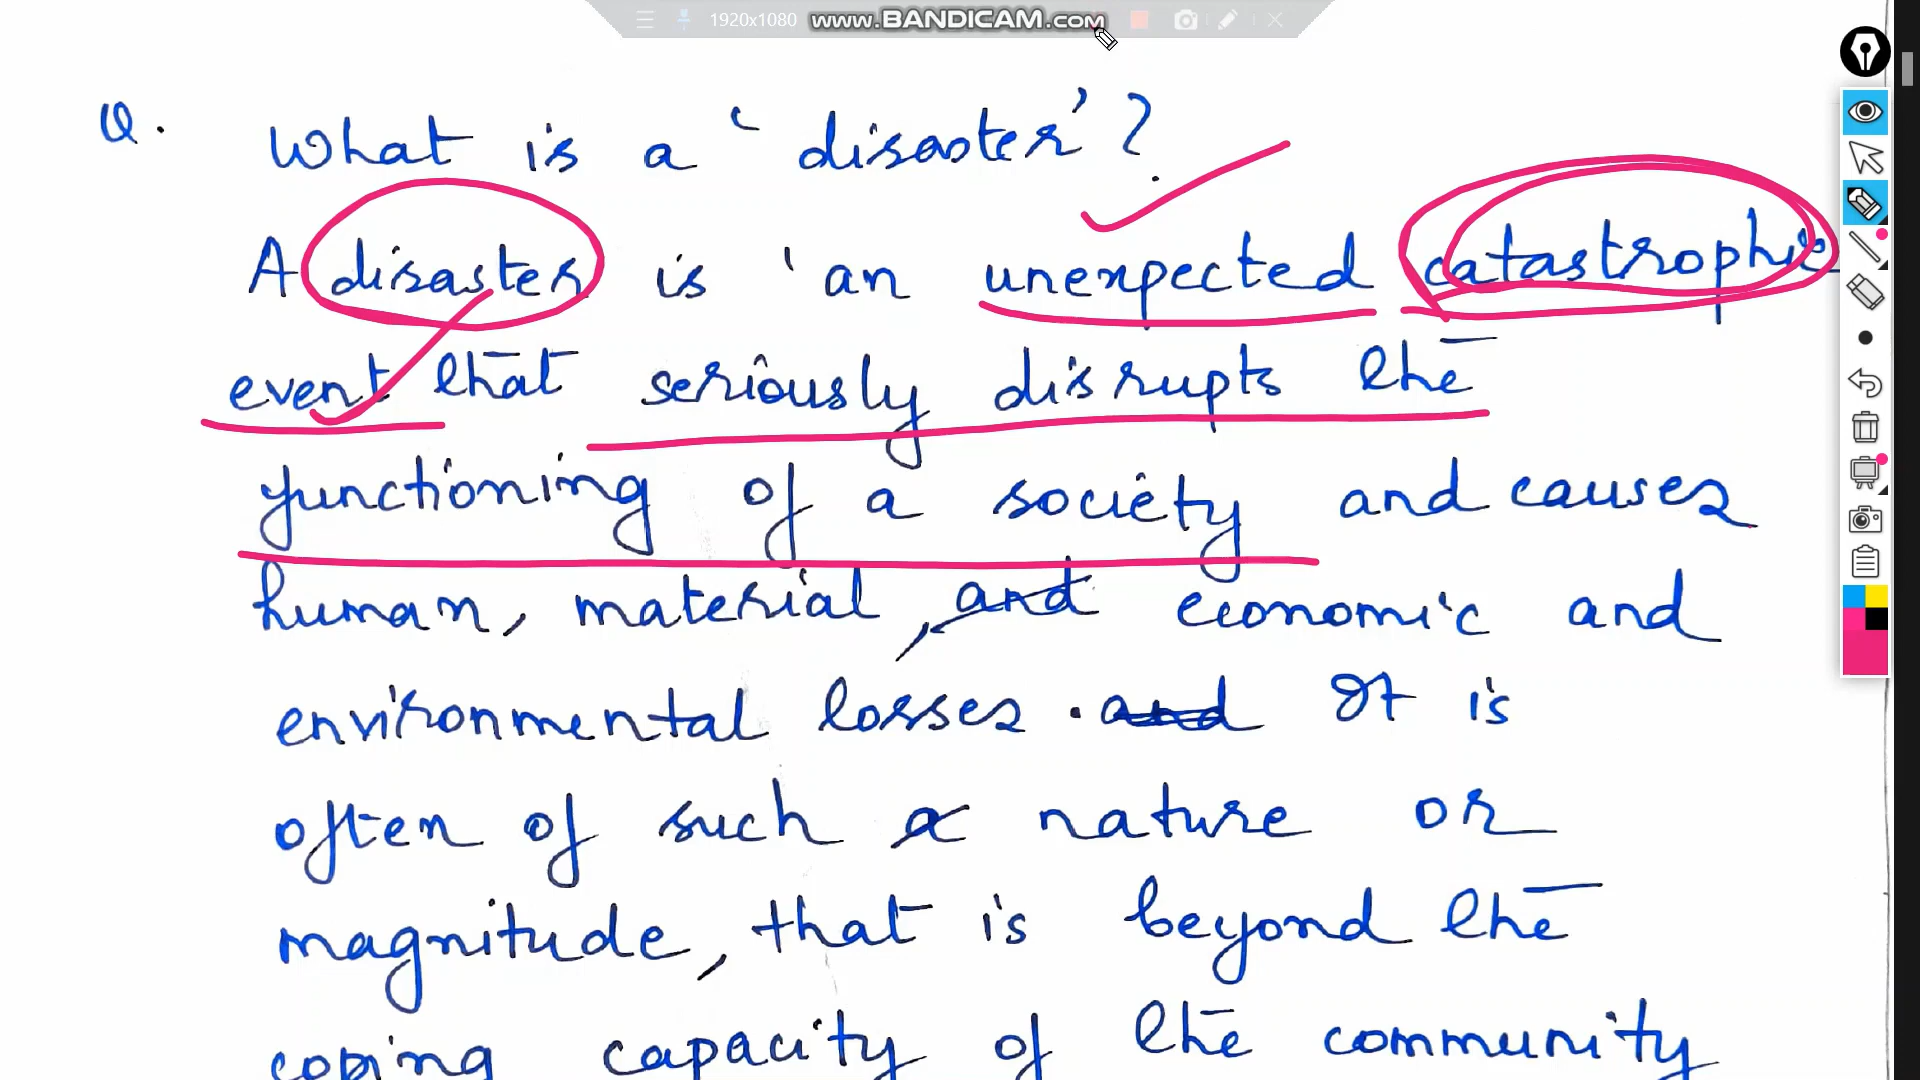 1920x1080 www.BANDICAM.com
Q. What is a 'disaster'?
A disaster is 'an unexpected catastrophic
event that seriously disrupts the
functioning of a society and causes
human, material, and economic and
environmental losses. and It is
often of such a nature or
magnitude, that is beyond the
coping capacity of the community